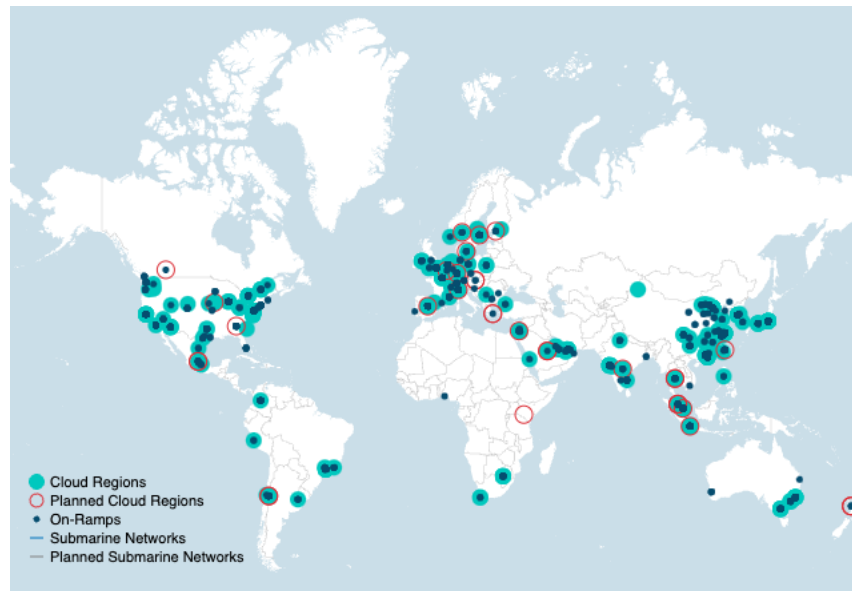 Cloud Regions
Planned Cloud Regions
On-Ramps
Submarine Networks
Planned Submarine Networks